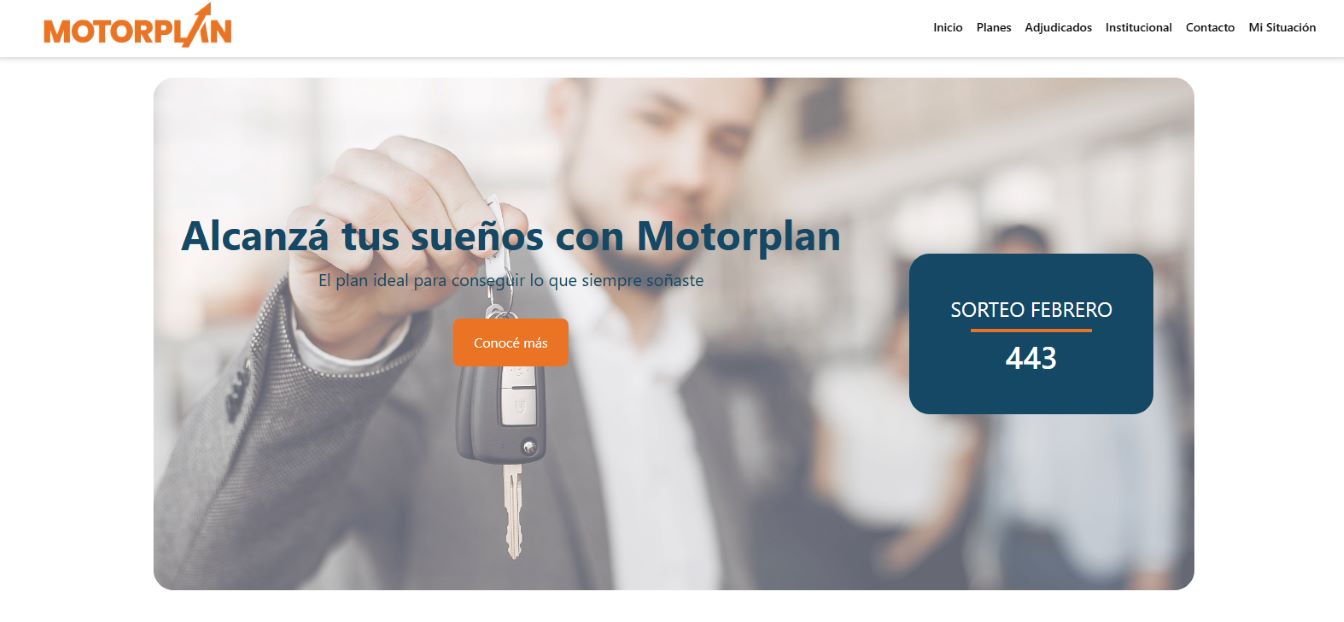 MOTORPLAN
Inicio
Planes
Adjudicados
Institucional
Contacto
Mi Situación
Alcanzá tus sueños con Motorplan
El plan ideal para conseguir lo que siempre soñaste
Conocé más
SORTEO FEBRERO
443